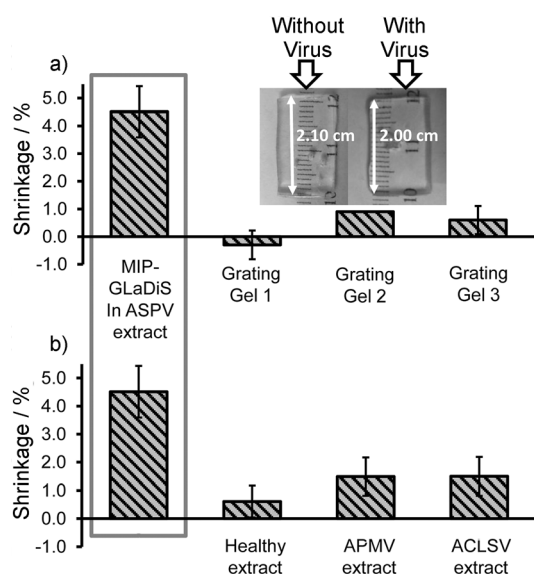 Without
Virus
With
Virus
a)
2.10 cm
2.00 cm
Shrinkage / %
5.0
4.0
3.0
2.0
1.0
0.0
-1.0
MIP-
GLaDiS
In ASPV
extract
Grating
Gel 1
Grating
Gel 2
Grating
Gel 3
b)
Shrinkage / %
5.0
4.0
3.0
2.0
1.0
0.0
-1.0
Healthy
extract
APMV
extract
ACLSV
extract